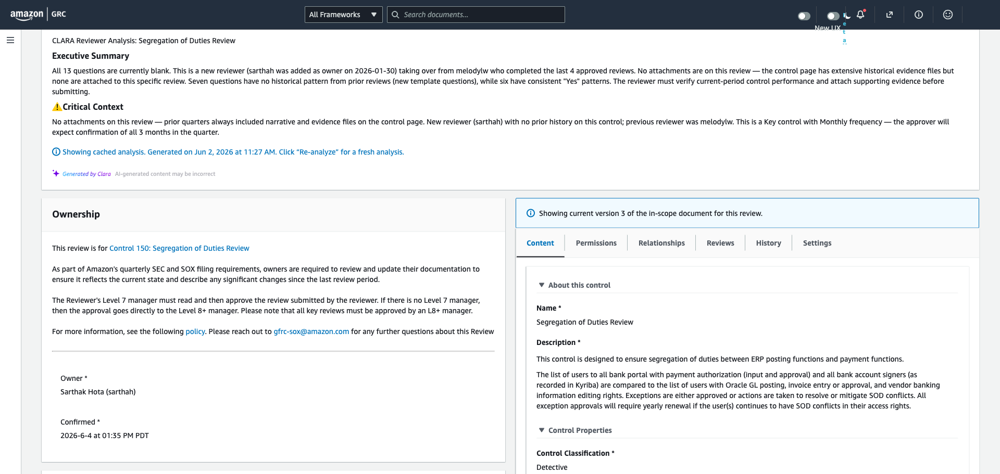 amazon GRC
All Frameworks
Search documents...
New UX
e
t
a
CLARA Reviewer Analysis: Segregation of Duties Review
Executive Summary
All 13 questions are currently blank. This is a new reviewer (sarthah was added as owner on 2026-01-30) taking over from melodylw who completed the last 4 approved reviews. No attachments are on this review — the control page has extensive historical evidence files but
none are attached to this specific review. Seven questions have no historical pattern from prior reviews (new template questions), while six have consistent "Yes" patterns. The reviewer must verify current-period control performance and attach supporting evidence before
submitting.
Critical Context
No attachments on this review — prior quarters always included narrative and evidence files on the control page. New reviewer (sarthah) with no prior history on this control; previous reviewer was melodylw. This is a Key control with Monthly frequency — the approver will
expect confirmation of all 3 months in the quarter.
Showing cached analysis. Generated on Jun 2, 2026 at 11:27 AM. Click “Re-analyze” for a fresh analysis.
Generated by Clara AI-generated content may be incorrect
Ownership
This review is for Control 150: Segregation of Duties Review
As part of Amazon's quarterly SEC and SOX filing requirements, owners are required to review and update their documentation to
ensure it reflects the current state and describe any significant changes since the last review period.
The Reviewer's Level 7 manager must read and then approve the review submitted by the reviewer. If there is no Level 7 manager,
then the approval goes directly to the Level 8+ manager. Please note that all key reviews must be approved by an L8+ manager.
For more information, see the following policy. Please reach out to gfrc-sox@amazon.com for any further questions about this Review
Owner *
Sarthak Hota (sarthah)
Confirmed *
2026-6-4 at 01:35 PM PDT
Showing current version 3 of the in-scope document for this review.
Content
Permissions
Relationships
Reviews
History
Settings
About this control
Name *
Segregation of Duties Review
Description *
This control is designed to ensure segregation of duties between ERP posting functions and payment functions.
The list of users to all bank portal with payment authorization (input and approval) and all bank account signers (as
recorded in Kyriba) are compared to the list of users with Oracle GL posting, invoice entry or approval, and vendor banking
information editing rights. Exceptions are either approved or actions are taken to resolve or mitigate SOD conflicts. All
exception approvals will require yearly renewal if the user(s) continues to have SOD conflicts in their access rights.
Control Properties
Control Classification *
Detective